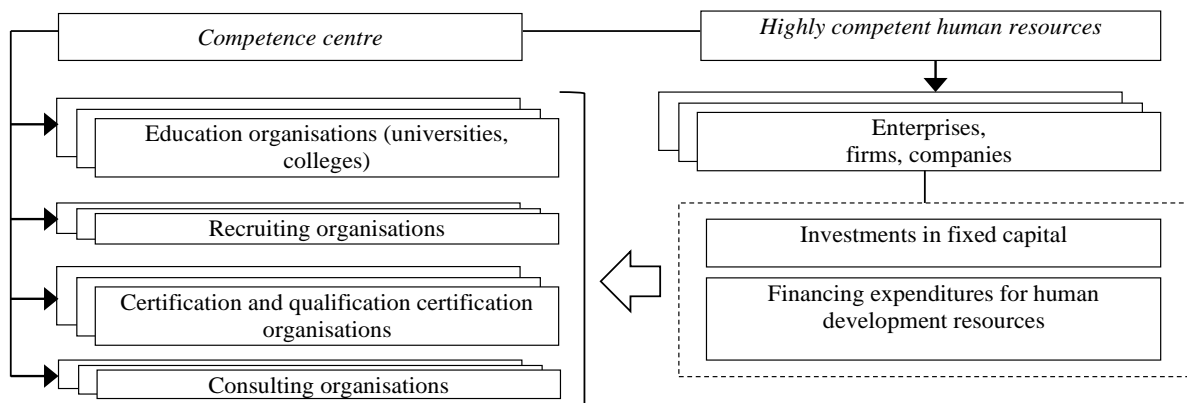 Competence centre
Highly competent human resources
Education organisations (universities,
colleges)
Recruiting organisations
Certification and qualification certification
organisations
Consulting organisations
Enterprises,
firms, companies
Investments in fixed capital
Financing expenditures for human
development resources